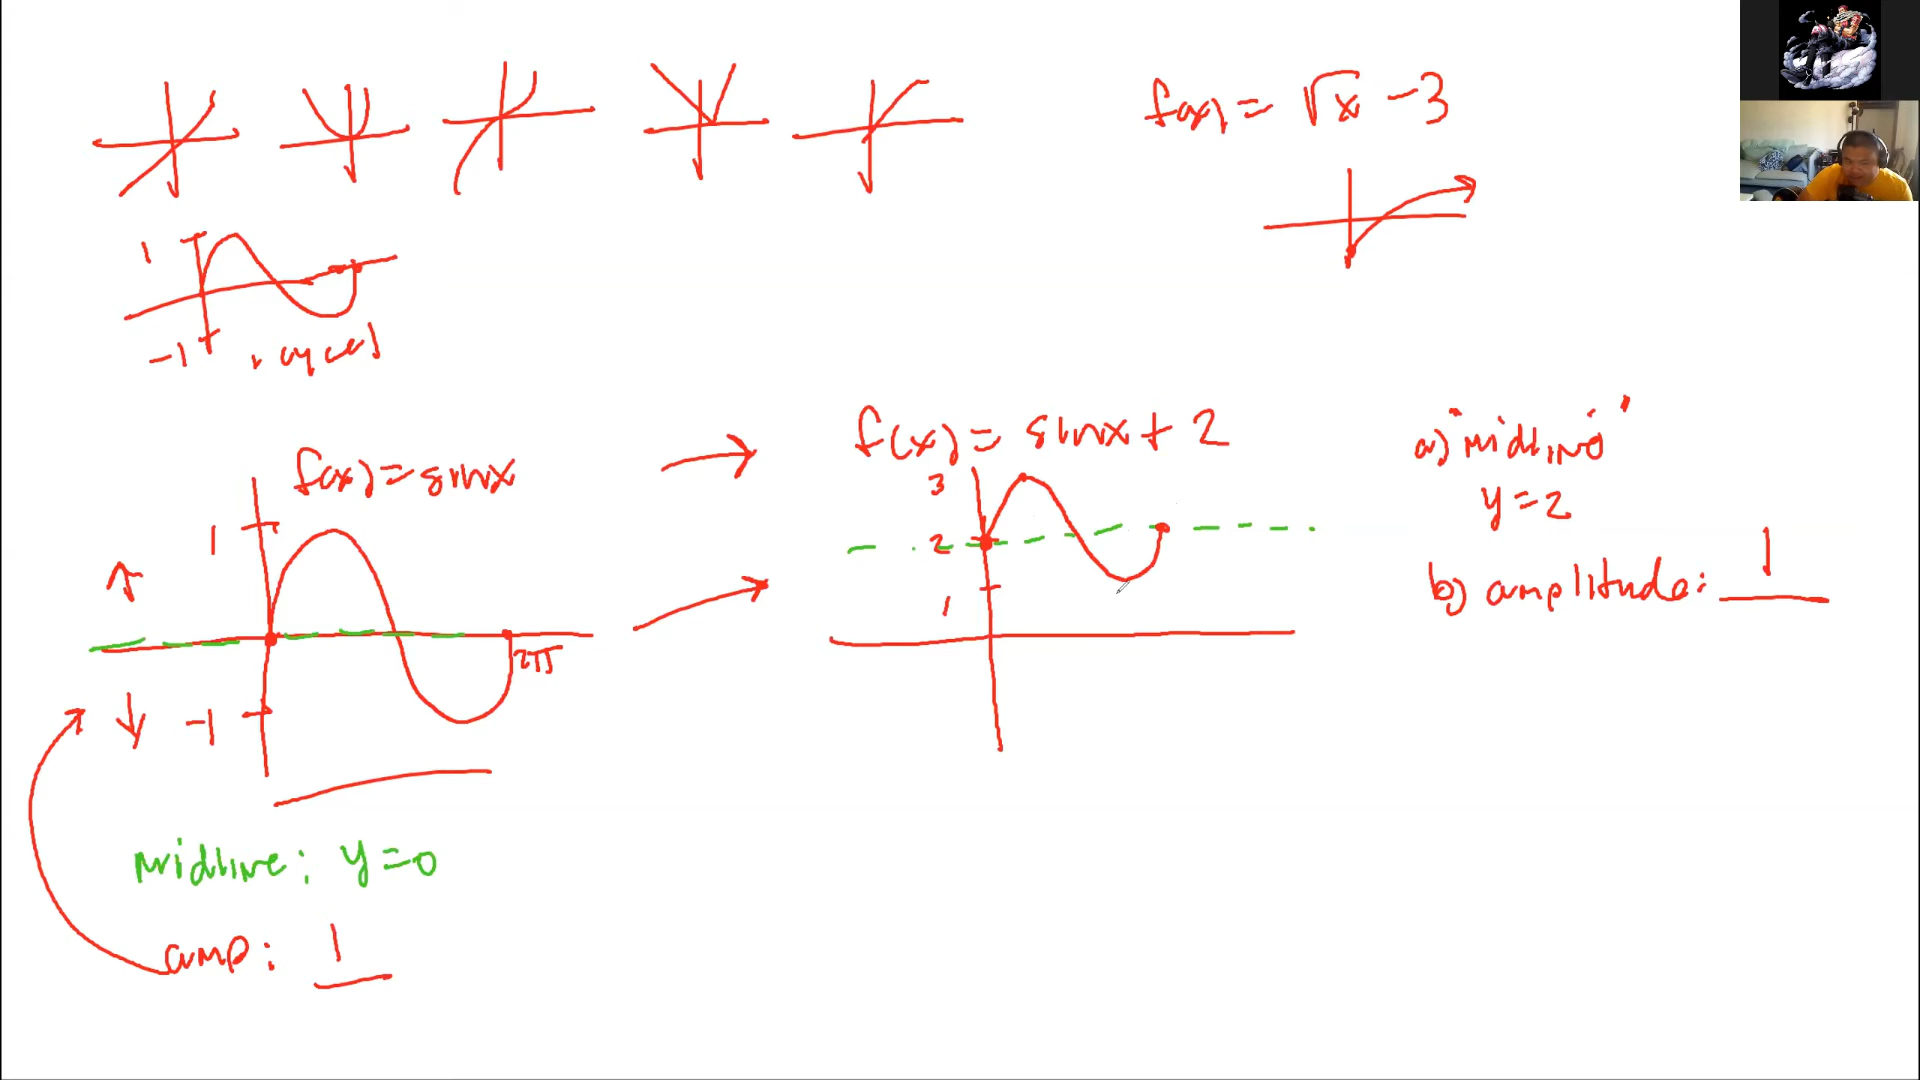 f(x) = √x - 3
1
-1
1 cycle
f(x) = sinx
1
-1
2π
midline: y=0
amp: 1
f(x) = sinx + 2
3
2
1
a) "midline"
y=2
b) amplitude: 1